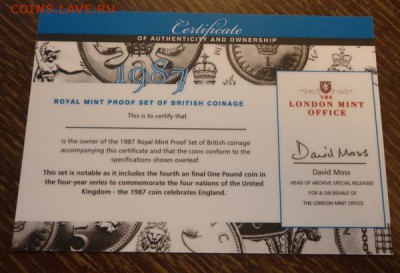 COINS.LAVE.RU
Certificate
OF AUTHENTICITY AND OWNERSHIP
1987
ROYAL MINT PROOF SET OF BRITISH COINAGE
This is to certify that
is the owner of the 1987 Royal Mint Proof Set of British coinage
accompanying this certificate and that the coins conform to the
specifications shown overleaf.
This set is notable as it includes the fourth an final One Pound coin in
the four-year series to commemorate the four nations of the United
Kingdom - the 1987 coin celebrates England.
THE
LONDON MINT
OFFICE
David Moss
David Moss
HEAD OF ARCHIVE SPECIAL RELEASES
FOR & ON BEHALF OF
THE LONDON MINT OFFICE